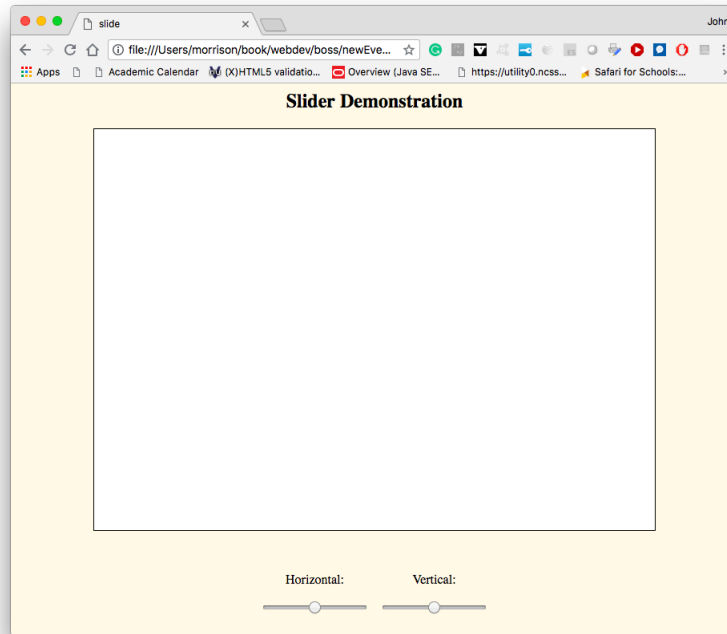 slide
John
file:///Users/morrison/book/webdev/boss/newEve...
Apps
Academic Calendar
(X)HTML5 validatio...
Overview (Java SE...
https://utility0.ncss...
Safari for Schools:...
Slider Demonstration
Horizontal:
Vertical: